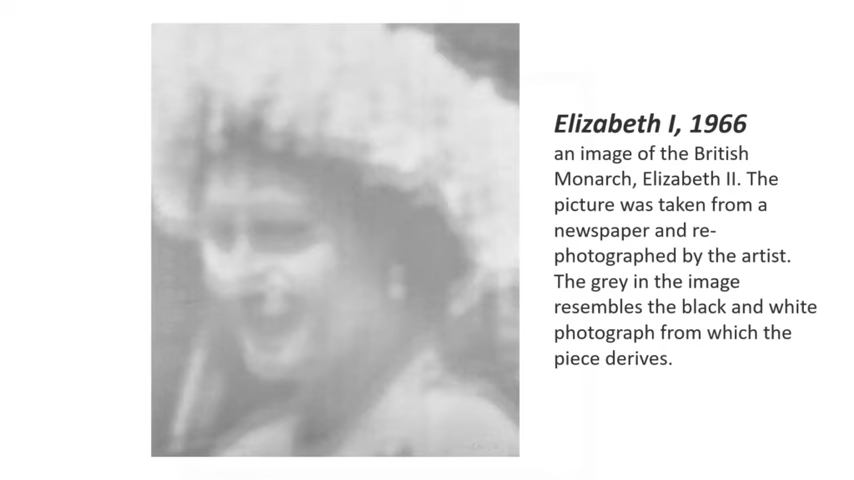 Elizabeth I, 1966
an image of the British
Monarch, Elizabeth II. The
picture was taken from a
newspaper and re-
photographed by the artist.
The grey in the image
resembles the black and white
photograph from which the
piece derives.